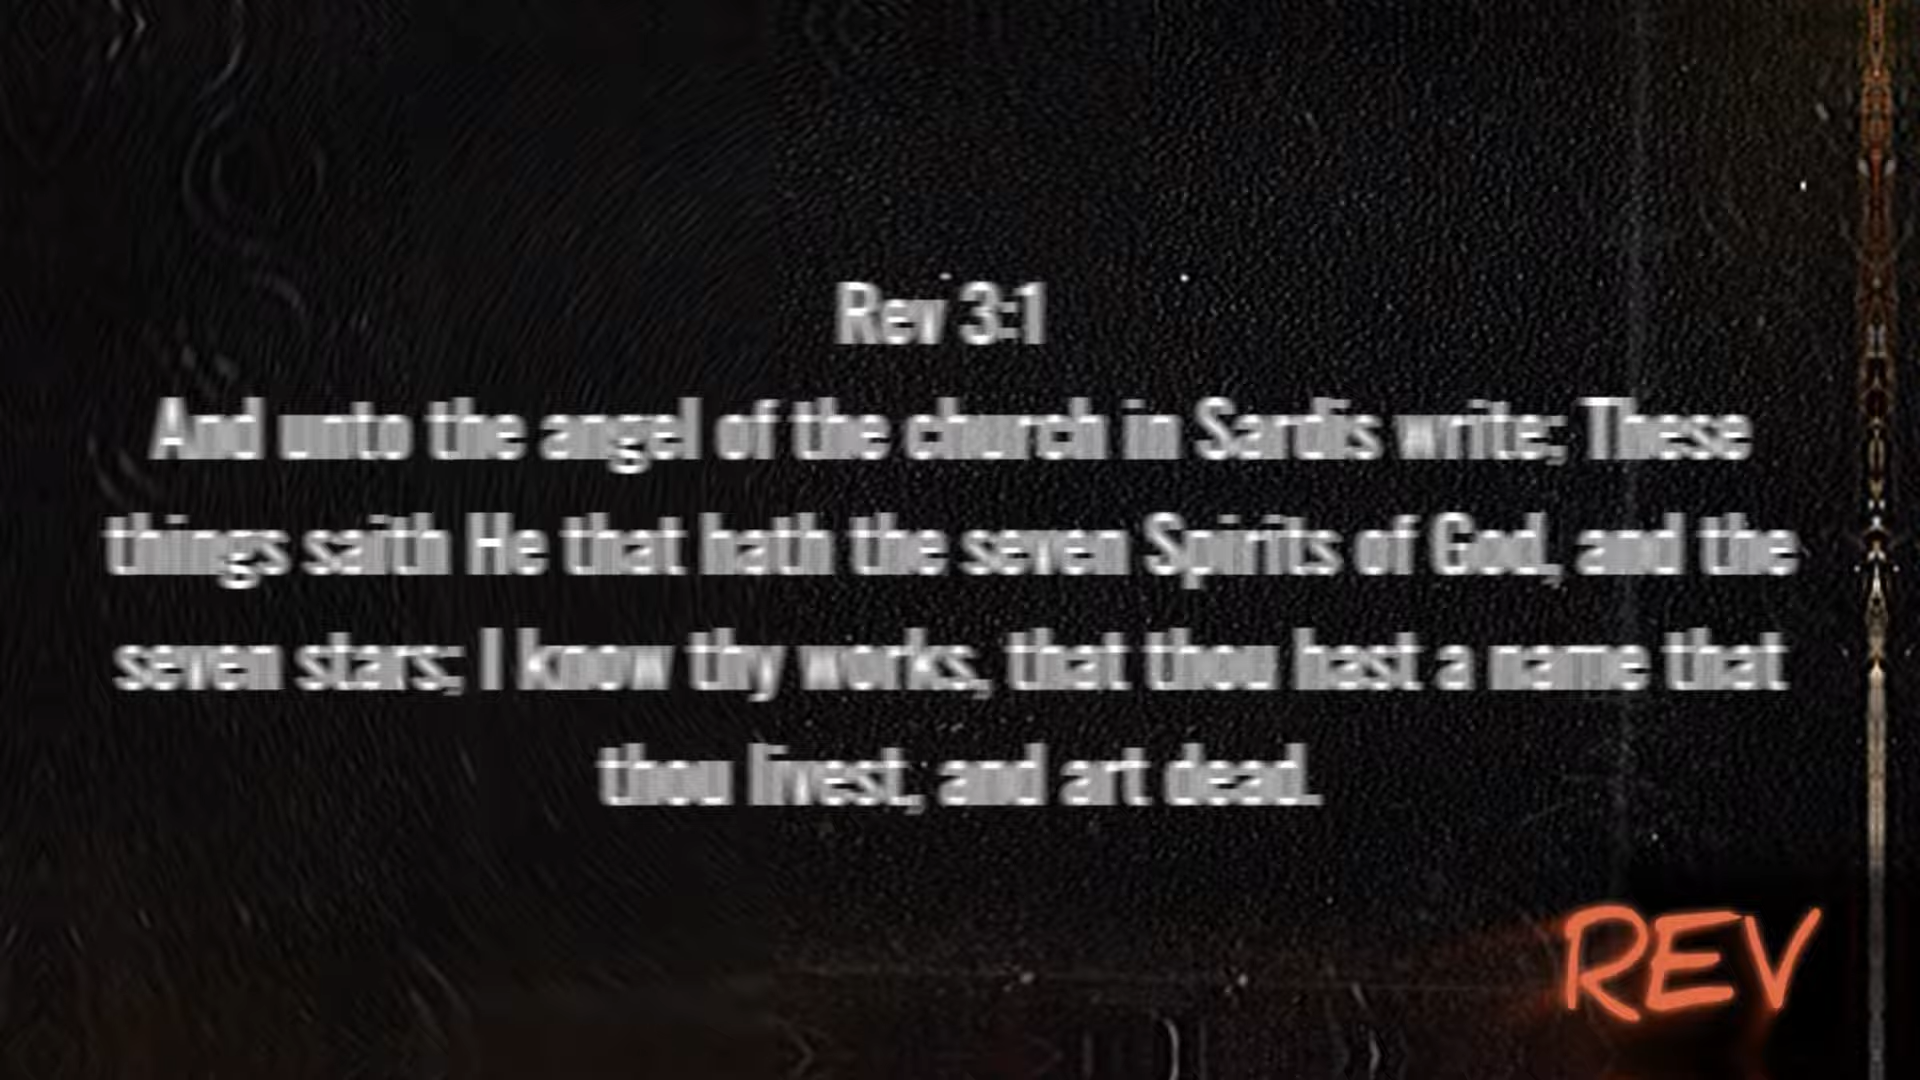 Rev 3:1
And unto the angel of the church in Sardis write; These
things saith He that hath the seven Spirits of God, and the
seven stars; I know thy works, that thou hast a name that
thou livest, and art dead.
REV